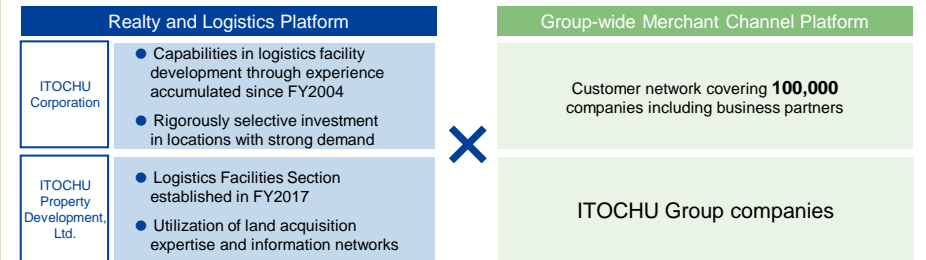 Realty and Logistics Platform
ITOCHU
Corporation
● Capabilities in logistics facility
development through experience
accumulated since FY2004
● Rigorously selective investment
in locations with strong demand
ITOCHU
Property
Development,
Ltd.
● Logistics Facilities Section
established in FY2017
● Utilization of land acquisition
expertise and information networks
×
Group-wide Merchant Channel Platform
Customer network covering 100,000
companies including business partners
ITOCHU Group companies